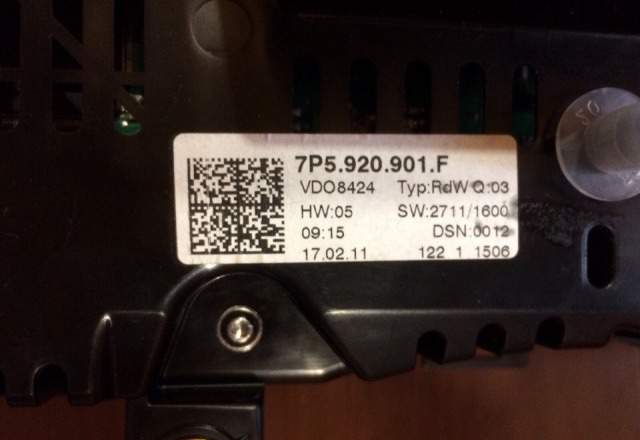 7P5.920.901.F
VDO8424 Typ:RdW Q:03
HW:05 SW:2711/1600
09:15 DSN:0012
17.02.11 122 1 1506